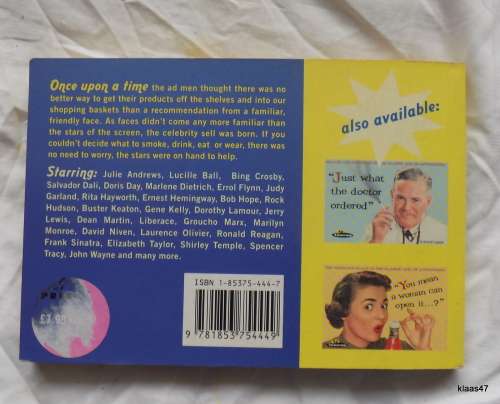 Once upon a time the ad men thought there was no
better way to get their products off the shelves and into our
shopping baskets than a recommendation from a familiar,
friendly face. As faces didn't come any more familiar than
the stars of the screen, the celebrity sell was born. If you
couldn't decide what to smoke, drink, eat or wear, there was
no need to worry, the stars were on hand to help.
Starring: Julie Andrews, Lucille Ball, Bing Crosby,
Salvador Dali, Doris Day, Marlene Dietrich, Errol Flynn, Judy
Garland, Rita Hayworth, Ernest Hemingway, Bob Hope, Rock
Hudson, Buster Keaton, Gene Kelly, Dorothy Lamour, Jerry
Lewis, Dean Martin, Liberace, Groucho Marx, Marilyn
Monroe, David Niven, Laurence Olivier, Ronald Reagan,
Frank Sinatra, Elizabeth Taylor, Shirley Temple, Spencer
Tracy, John Wayne and many more.
£3.99
ISBN 1-85375-444-7
9 781853 754449
also available:
"Just what
the doctor
ordered"
"You mean
a woman can
open it...?"
klaas47